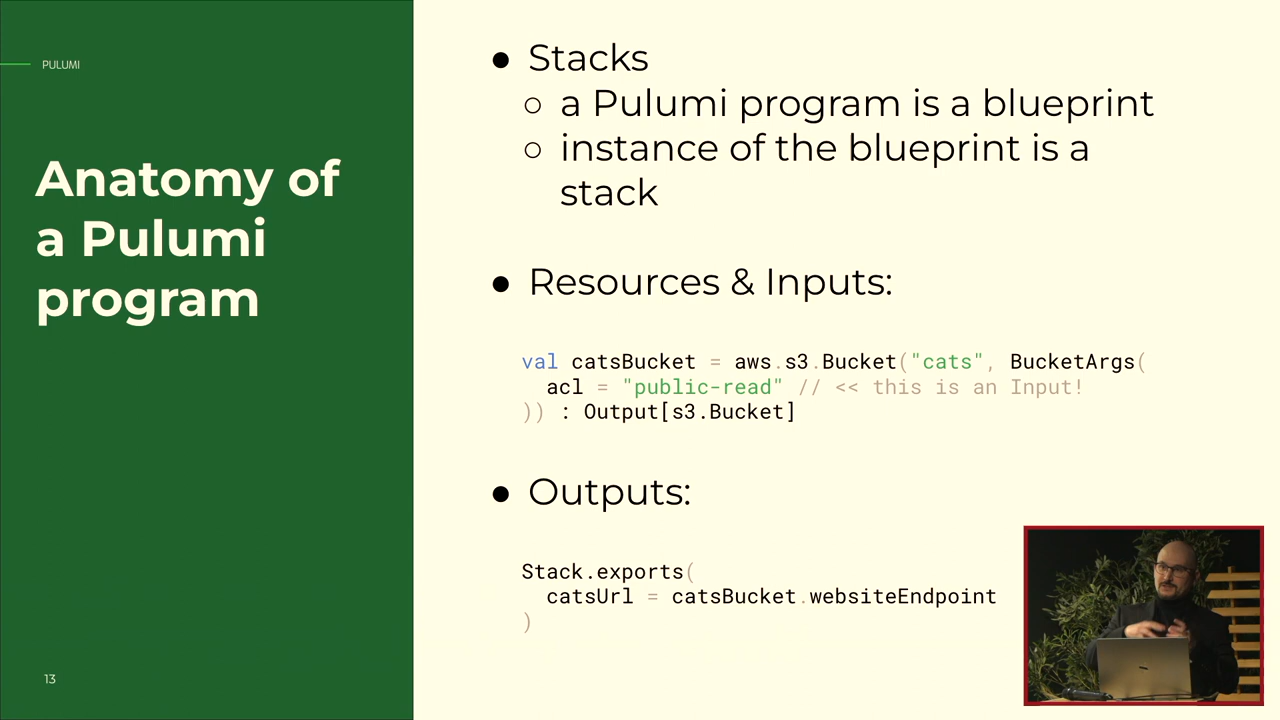 PULUMI
Anatomy of
a Pulumi
program
13
● Stacks
○ a Pulumi program is a blueprint
○ instance of the blueprint is a
stack
● Resources & Inputs:
val catsBucket = aws.s3.Bucket("cats", BucketArgs(
  acl = "public-read" // << this is an Input!
)) : Output[s3.Bucket]
● Outputs:
Stack.exports(
  catsUrl = catsBucket.websiteEndpoint
)